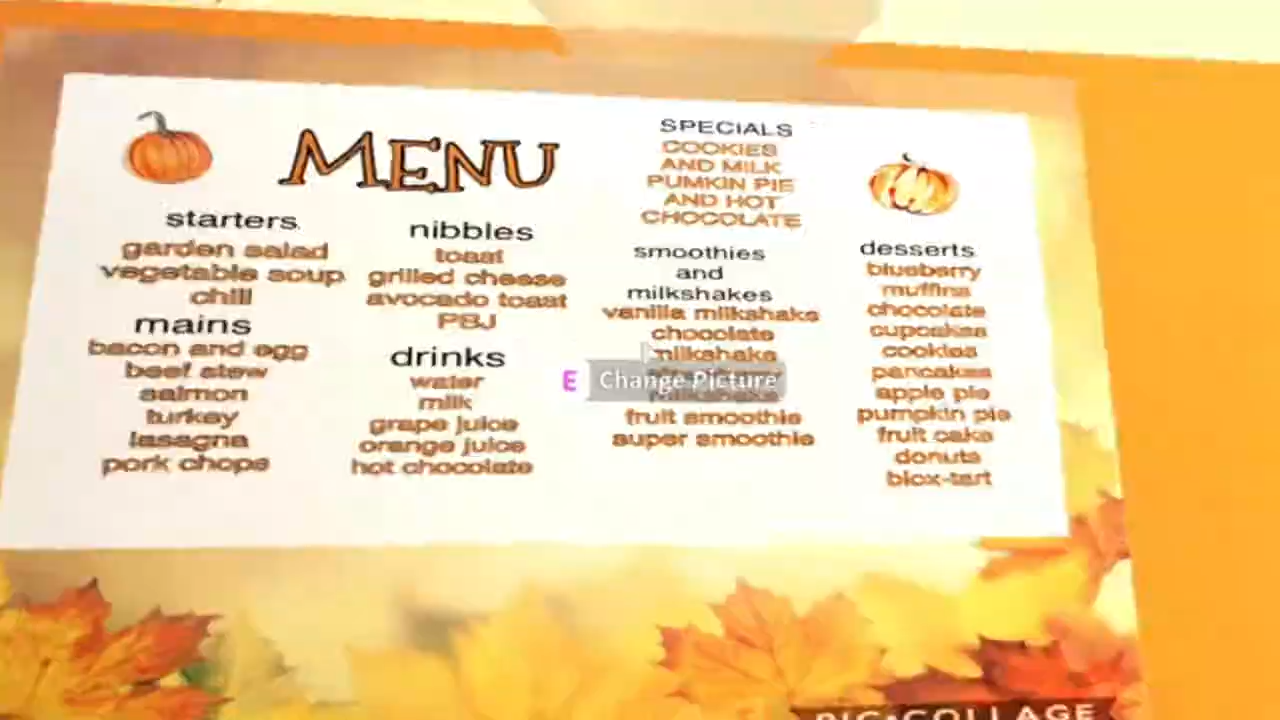 MENU
starters
garden salad
vegetable soup
chili
mains
bacon and egg
beef stew
salmon
turkey
lasagna
pork chops
nibbles
toast
grilled cheese
avocado toast
PBJ
drinks
water
milk
grape juice
orange juice
hot chocolate
SPECIALS
COOKIES
AND MILK
PUMKIN PIE
AND HOT
CHOCOLATE
smoothies
and
milkshakes
vanilla milkshake
chocolate
milkshake
E Change Picture
fruit smoothie
super smoothie
desserts
blueberry
muffins
chocolate
cupcakes
cookies
pancakes
apple pie
pumpkin pie
fruit cake
donuts
blox-tart
PIC•COLLAGE